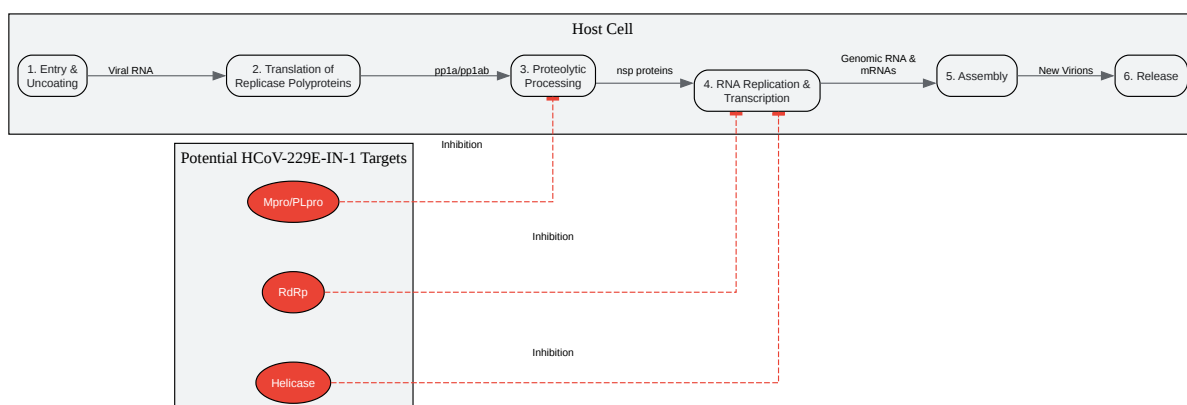 Host Cell
1. Entry &
Uncoating
Viral RNA
2. Translation of
Replicase Polyproteins
pp1a/pp1ab
3. Proteolytic
Processing
nsp proteins
4. RNA Replication &
Transcription
Genomic RNA &
mRNAs
5. Assembly
New Virions
6. Release
Inhibition
Potential HCoV-229E-IN-1 Targets
Mpro/PLpro
Inhibition
RdRp
Inhibition
Helicase